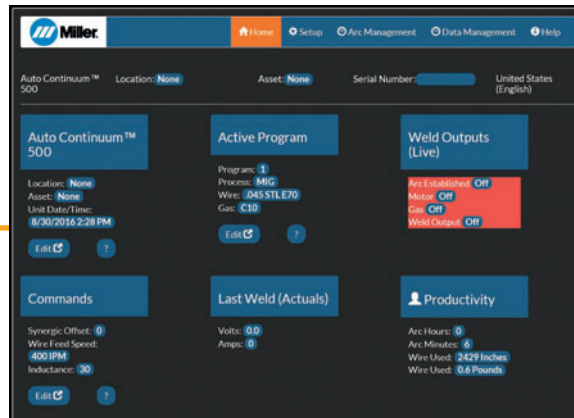 Miller.
Home Setup Arc Management Data Management Help
Auto Continuum™ 500 Location: None Asset: None Serial Number: United States (English)
Auto Continuum™ 500
Location: None
Asset: None
Unit Date/Time:
8/30/2016 2:28 PM
Edit ?
Active Program
Program: 1
Process: MIG
Wire: .045 STL E70
Gas: C10
Edit ?
Weld Outputs
(Live)
Arc Established Off
Motor Off
Gas Off
Weld Output Off
Commands
Synergic Offset: 0
Wire Feed Speed:
400 IPM
Inductance: 30
Edit ?
Last Weld (Actuals)
Volts: 0.0
Amps: 0
Productivity
Arc Hours: 0
Arc Minutes: 6
Wire Used: 2429 Inches
Wire Used: 0.6 Pounds